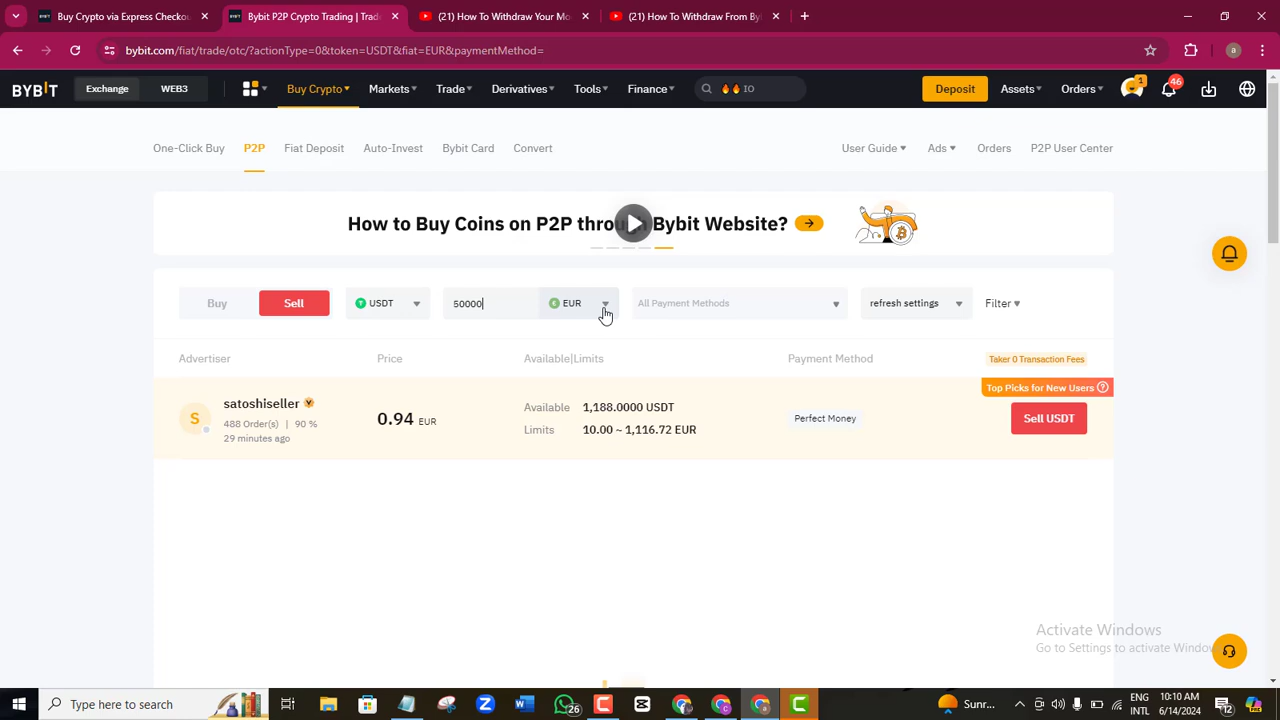 Buy Crypto via Express Checkou
Bybit P2P Crypto Trading | Trade
(21) How To Withdraw Your Mo
(21) How To Withdraw From By
bybit.com/fiat/trade/otc/?actionType=0&token=USDT&fiat=EUR&paymentMethod=
a
BYBIT
Exchange
WEB3
Buy Crypto
Markets
Trade
Derivatives
Tools
Finance
IO
Deposit
Assets
1
46
Orders
One-Click Buy
P2P
Fiat Deposit
Auto-Invest
Bybit Card
Convert
User Guide
Ads
Orders
P2P User Center
How to Buy Coins on P2P through Bybit Website?
Buy
Sell
USDT
50000
EUR
All Payment Methods
refresh settings
Filter
Advertiser
Price
Available|Limits
Payment Method
Taker 0 Transaction Fees
Top Picks for New Users
S
satoshiseller
488 Order(s) | 90 %
29 minutes ago
0.94 EUR
Available 1,188.0000 USDT
Limits 10.00 ~ 1,116.72 EUR
Perfect Money
Sell USDT
Activate Windows
Go to Settings to activate Window
Type here to search
26
Sunr...
ENG
INTL
10:10 AM
6/14/2024